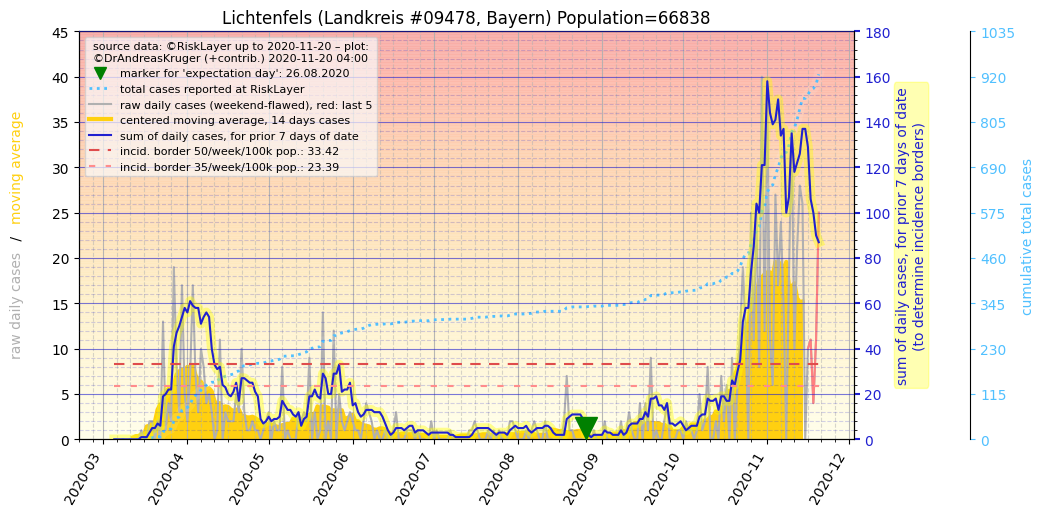 Lichtenfels (Landkreis #09478, Bayern) Population=66838
source data: ©RiskLayer up to 2020-11-20 – plot:
©DrAndreasKruger (+contrib.) 2020-11-20 04:00
marker for 'expectation day': 26.08.2020
total cases reported at RiskLayer
raw daily cases (weekend-flawed), red: last 5
centered moving average, 14 days cases
sum of daily cases, for prior 7 days of date
incid. border 50/week/100k pop.: 33.42
incid. border 35/week/100k pop.: 23.39
raw daily cases / moving average
45
40
35
30
25
20
15
10
5
0
180
160
140
120
100
80
60
40
20
0
sum of daily cases, for prior 7 days of date
(to determine incidence borders)
1035
920
805
690
575
460
345
230
115
0
cumulative total cases
2020-03
2020-04
2020-05
2020-06
2020-07
2020-08
2020-09
2020-10
2020-11
2020-12